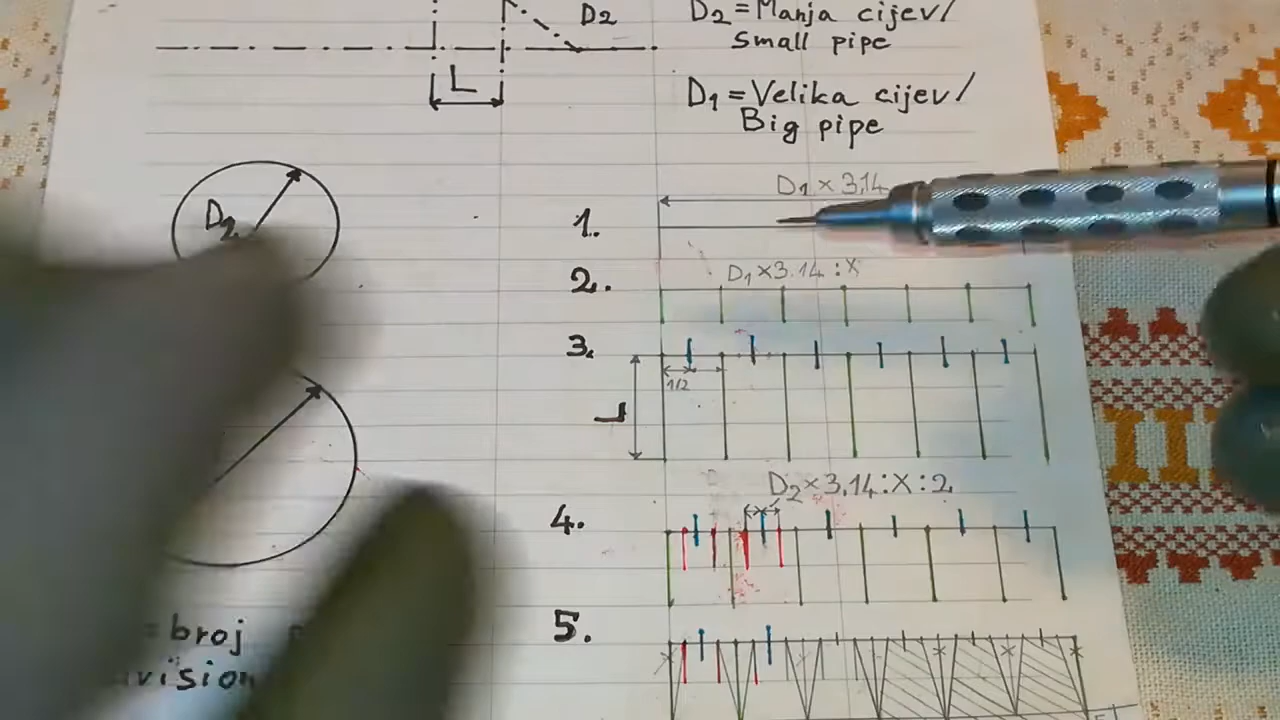 D2
D2 = Manja cijev/
Small pipe
L
D1 = Velika cijev/
Big pipe
D2
1.
D1 x 3,14
2.
D1 x 3.14 : X
3.
1/2
L
D2 x 3,14 : X : 2
4.
5.
= broj